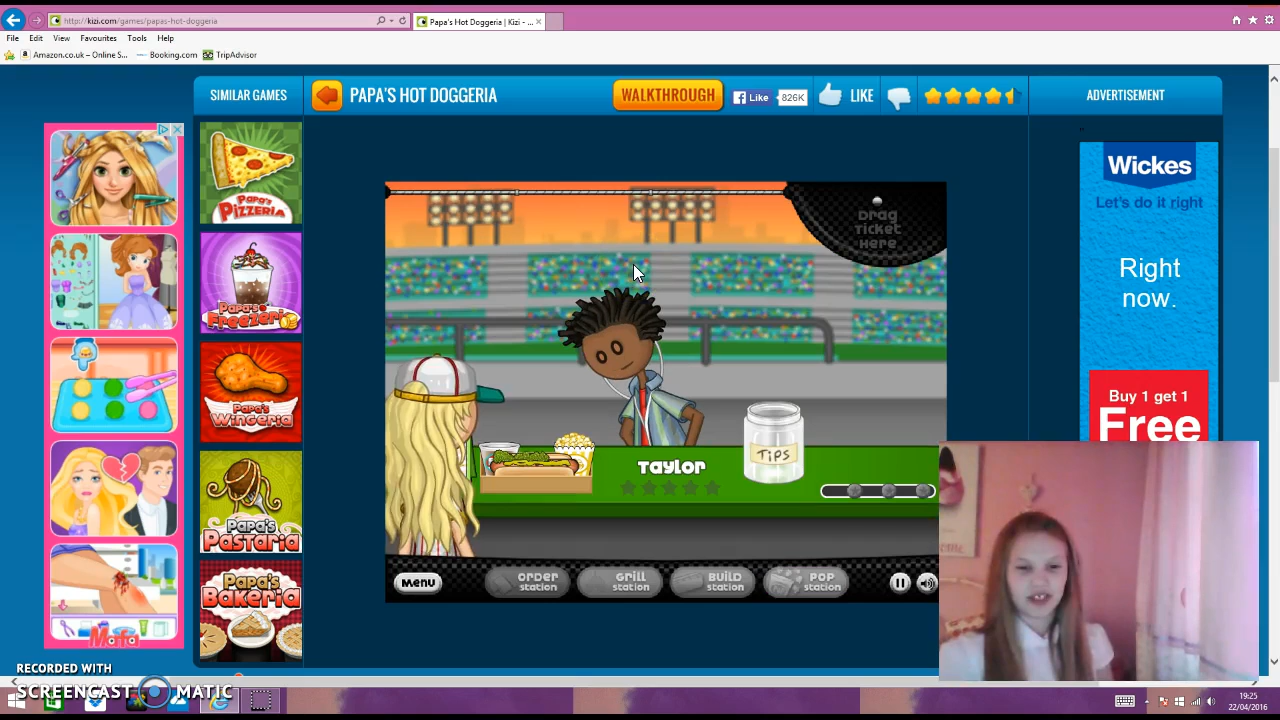 http://kizi.com/games/papas-hot-doggeria
Papa's Hot Doggeria | Kizi - ...
File Edit View Favourites Tools Help
Amazon.co.uk – Online S... Booking.com TripAdvisor
SIMILAR GAMES
PAPA'S HOT DOGGERIA
WALKTHROUGH
Like 826K
LIKE
ADVERTISEMENT
Papa's Pizzeria
Papa's Freezeria
Papa's Wingeria
Papa's Pastaria
Papa's Bakeria
Drag
Ticket
Here
Taylor
Tips
menu
Order
station
Grill
station
Build
station
Pop
station
Wickes
Let's do it right
Right
now.
Buy 1 get 1
Free
Mafa
RECORDED WITH
SCREENCAST MATIC
19:25
22/04/2016